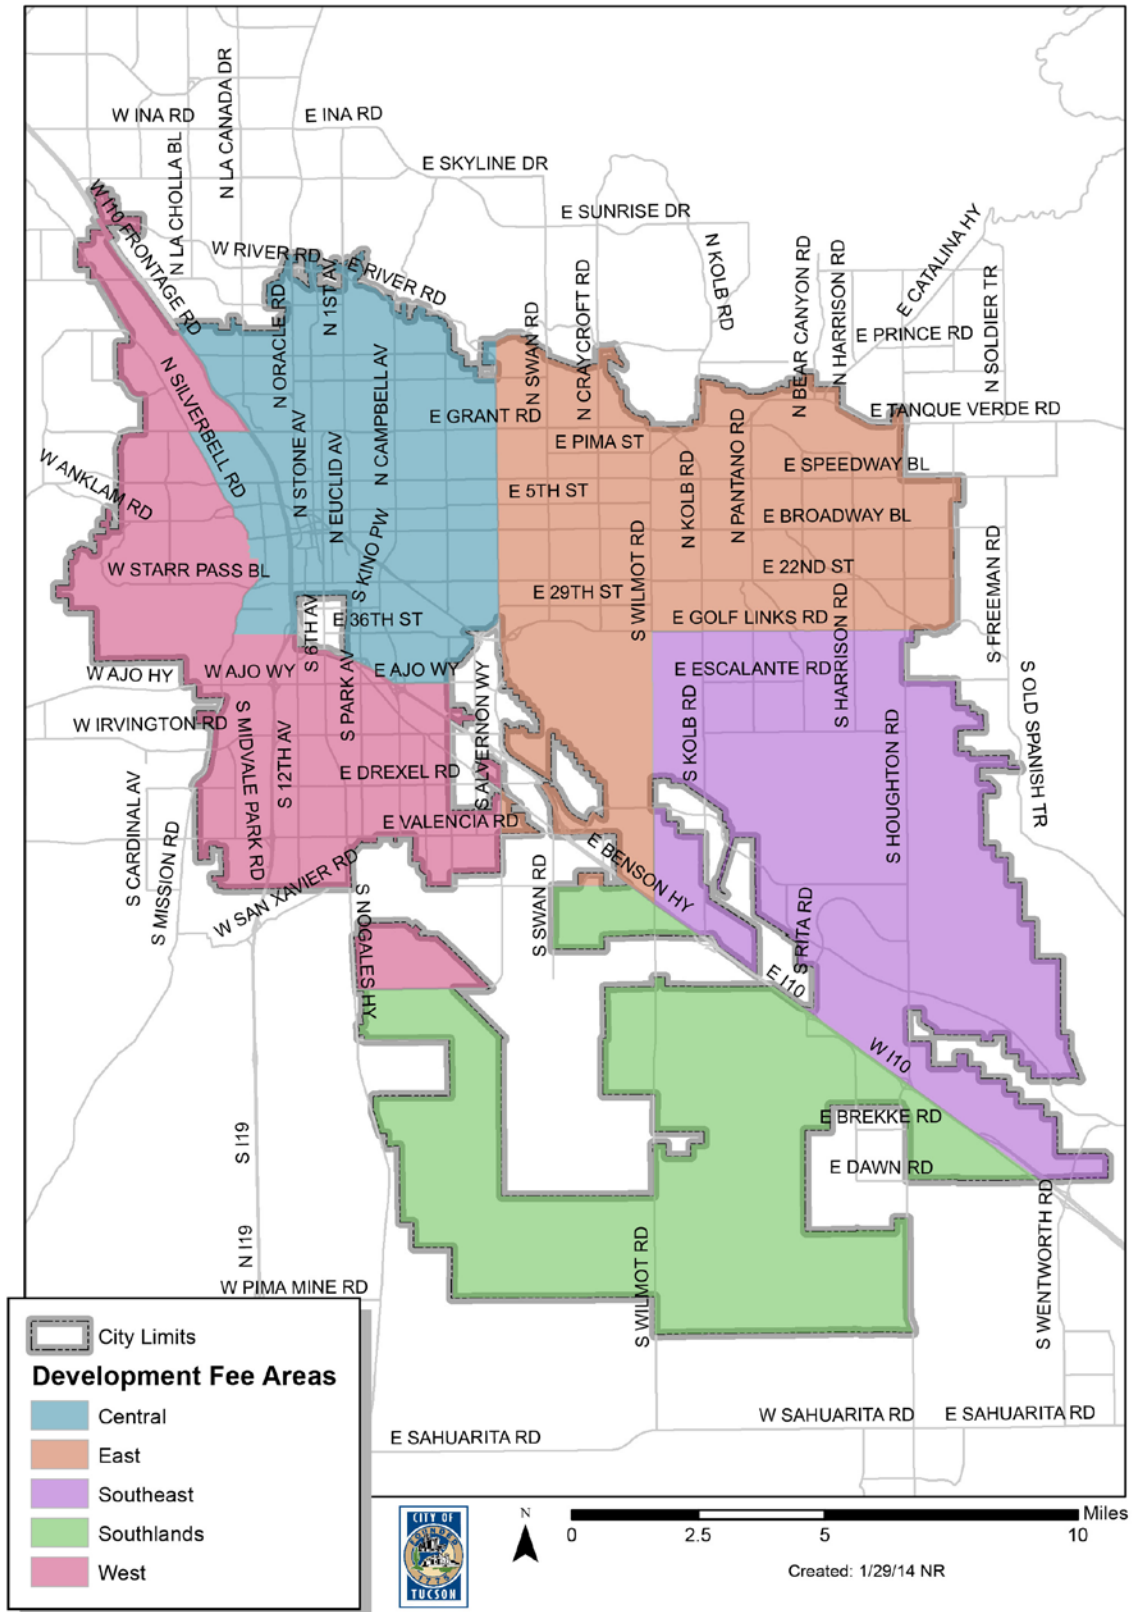 W INA RD
E INA RD
N LA CANADA DR
N LA CHOLLA BL
E SKYLINE DR
E SUNRISE DR
W I10 FRONTAGE RD
W RIVER RD
E RIVER RD
N 1ST AV
N ORACLE RD
N SWAN RD
N CRAYCROFT RD
N KOLB RD
N BEAR CANYON RD
N HARRISON RD
E CATALINA HY
E PRINCE RD
N SOLDIER TR
N SILVERBELL RD
N CAMPBELL AV
E GRANT RD
E TANQUE VERDE RD
E PIMA ST
N STONE AV
N EUCLID AV
N KOLB RD
N PANTANO RD
E SPEEDWAY BL
W ANKLAM RD
E 5TH ST
E BROADWAY BL
S KINO PW
W STARR PASS BL
E 29TH ST
E 22ND ST
S WILMOT RD
S FREEMAN RD
S 6TH AV
E 36TH ST
E GOLF LINKS RD
S HARRISON RD
W AJO HY
W AJO WY
E AJO WY
S PARK AV
E ESCALANTE RD
S OLD SPANISH TR
W IRVINGTON RD
S MIDVALE PARK RD
S 12TH AV
S ALVERNON WY
S KOLB RD
S HOUGHTON RD
E DREXEL RD
S CARDINAL AV
S MISSION RD
E VALENCIA RD
W SAN XAVIER RD
E BENSON HY
S SWAN RD
S NOGALES HY
S RITA RD
E I10
W I10
S I19
E BREKKE RD
E DAWN RD
N I19
S WILMOT RD
S WENTWORTH RD
W PIMA MINE RD
W SAHUARITA RD
E SAHUARITA RD
E SAHUARITA RD
City Limits
Development Fee Areas
Central
East
Southeast
Southlands
West
CITY OF
FOUNDED
1775
TUCSON
N
0 2.5 5 10 Miles
Created: 1/29/14 NR